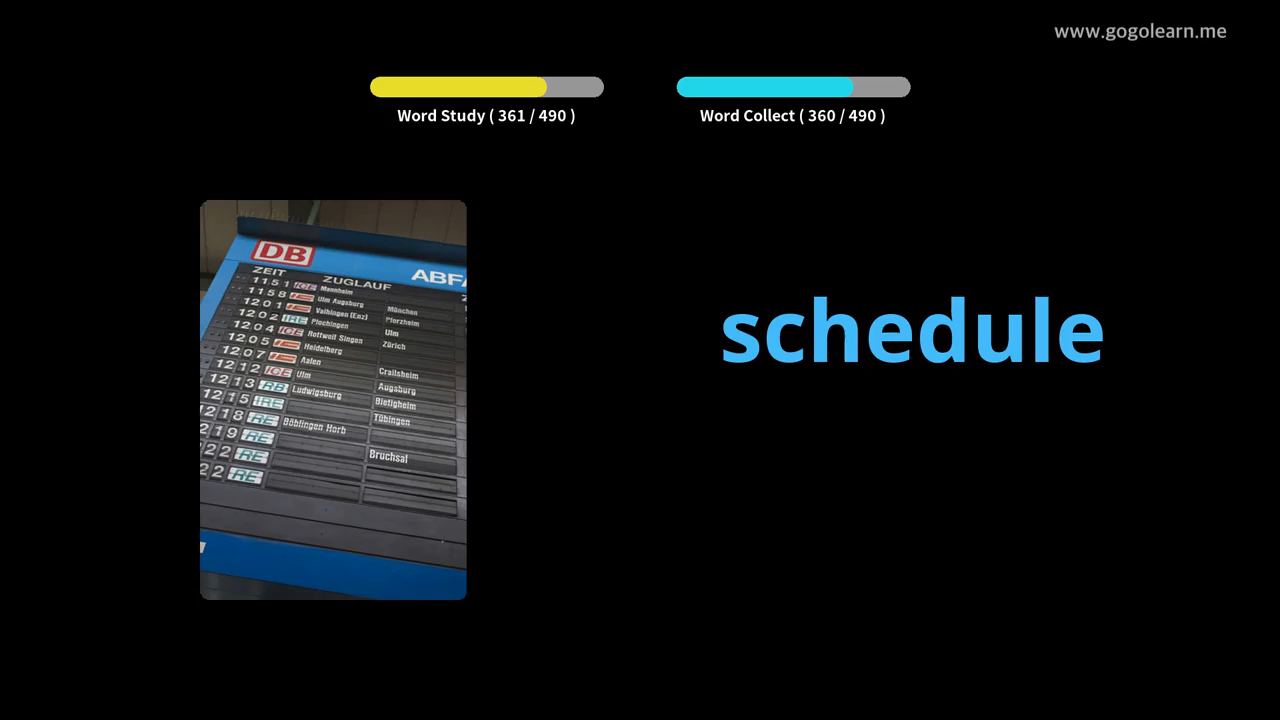 www.gogolearn.me
Word Study ( 361 / 490 )
Word Collect ( 360 / 490 )
schedule
DB
ZEIT ZUGLAUF ABFA
1151 ICE Mannheim
1158 Ulm Augsburg München
1201 Vaihingen (Enz) Pforzheim
1202 IRE Plochingen Ulm
1204 ICE Rottweil Singen Zürich
1205 Heidelberg
1207 Aalen Crailsheim
1212 ICE Ulm Augsburg
1213 RB Ludwigsburg Bietigheim
1215 IRE Tübingen
1218 RE Böblingen Horb
219 RE Bruchsal
22 RE
22 RE